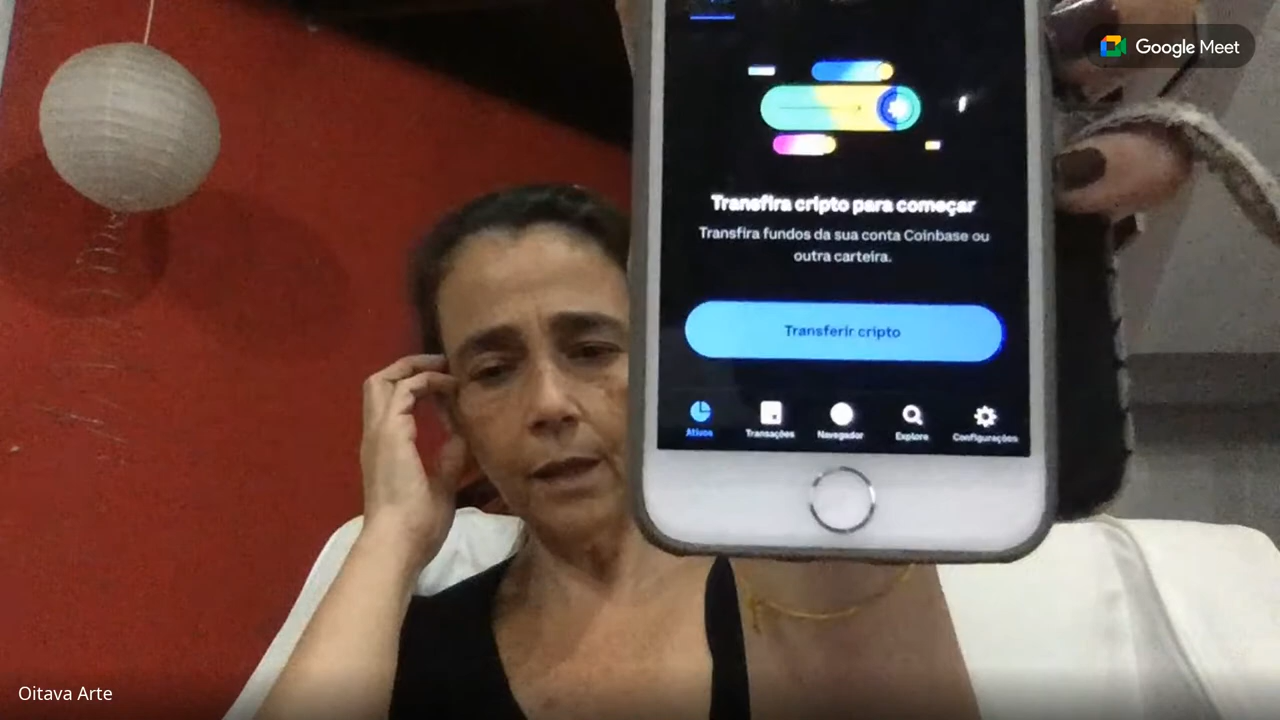 Google Meet
Transfira cripto para começar
Transfira fundos da sua conta Coinbase ou
outra carteira.
Transferir cripto
Ativos
Transações
Navegador
Explore
Configurações
Oitava Arte